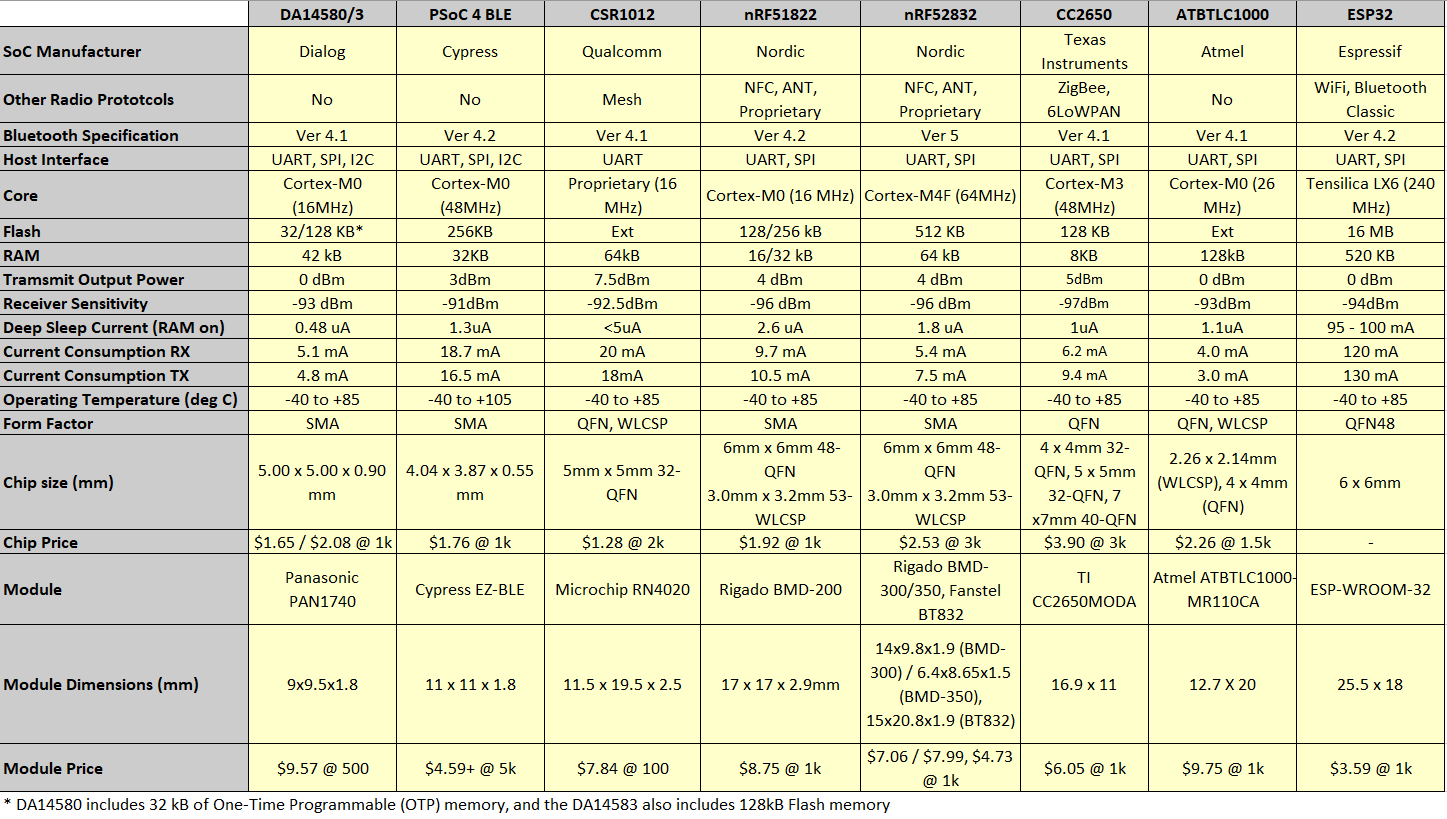 DA14580/3 PSoC 4 BLE CSR1012 nRF51822 nRF52832 CC2650 ATBTLC1000 ESP32
SoC Manufacturer Dialog Cypress Qualcomm Nordic Nordic Texas Instruments Atmel Espressif
Other Radio Prototcols No No Mesh NFC, ANT, Proprietary NFC, ANT, Proprietary ZigBee, 6LoWPAN No WiFi, Bluetooth Classic
Bluetooth Specification Ver 4.1 Ver 4.2 Ver 4.1 Ver 4.2 Ver 5 Ver 4.1 Ver 4.1 Ver 4.2
Host Interface UART, SPI, I2C UART, SPI, I2C UART UART, SPI UART, SPI UART, SPI UART, SPI UART, SPI
Core Cortex-M0 (16MHz) Cortex-M0 (48MHz) Proprietary (16 MHz) Cortex-M0 (16 MHz) Cortex-M4F (64MHz) Cortex-M3 (48MHz) Cortex-M0 (26 MHz) Tensilica LX6 (240 MHz)
Flash 32/128 KB* 256KB Ext 128/256 kB 512 KB 128 KB Ext 16 MB
RAM 42 kB 32KB 64kB 16/32 kB 64 kB 8KB 128kB 520 KB
Tramsmit Output Power 0 dBm 3dBm 7.5dBm 4 dBm 4 dBm 5dBm 0 dBm 0 dBm
Receiver Sensitivity -93 dBm -91dBm -92.5dBm -96 dBm -96 dBm -97dBm -93dBm -94dBm
Deep Sleep Current (RAM on) 0.48 uA 1.3uA <5uA 2.6 uA 1.8 uA 1uA 1.1uA 95 - 100 mA
Current Consumption RX 5.1 mA 18.7 mA 20 mA 9.7 mA 5.4 mA 6.2 mA 4.0 mA 120 mA
Current Consumption TX 4.8 mA 16.5 mA 18mA 10.5 mA 7.5 mA 9.4 mA 3.0 mA 130 mA
Operating Temperature (deg C) -40 to +85 -40 to +105 -40 to +85 -40 to +85 -40 to +85 -40 to +85 -40 to +85 -40 to +85
Form Factor SMA SMA QFN, WLCSP SMA SMA QFN QFN, WLCSP QFN48
Chip size (mm) 5.00 x 5.00 x 0.90 mm 4.04 x 3.87 x 0.55 mm 5mm x 5mm 32-QFN 6mm x 6mm 48-QFN 3.0mm x 3.2mm 53-WLCSP 6mm x 6mm 48-QFN 3.0mm x 3.2mm 53-WLCSP 4 x 4mm 32-QFN, 5 x 5mm 32-QFN, 7 x7mm 40-QFN 2.26 x 2.14mm (WLCSP), 4 x 4mm (QFN) 6 x 6mm
Chip Price $1.65 / $2.08 @ 1k $1.76 @ 1k $1.28 @ 2k $1.92 @ 1k $2.53 @ 3k $3.90 @ 3k $2.26 @ 1.5k -
Module Panasonic PAN1740 Cypress EZ-BLE Microchip RN4020 Rigado BMD-200 Rigado BMD-300/350, Fanstel BT832 TI CC2650MODA Atmel ATBTLC1000-MR110CA ESP-WROOM-32
Module Dimensions (mm) 9x9.5x1.8 11 x 11 x 1.8 11.5 x 19.5 x 2.5 17 x 17 x 2.9mm 14x9.8x1.9 (BMD-300) / 6.4x8.65x1.5 (BMD-350), 15x20.8x1.9 (BT832) 16.9 x 11 12.7 X 20 25.5 x 18
Module Price $9.57 @ 500 $4.59+ @ 5k $7.84 @ 100 $8.75 @ 1k $7.06 / $7.99, $4.73 @ 1k $6.05 @ 1k $9.75 @ 1k $3.59 @ 1k
* DA14580 includes 32 kB of One-Time Programmable (OTP) memory, and the DA14583 also includes 128kB Flash memory